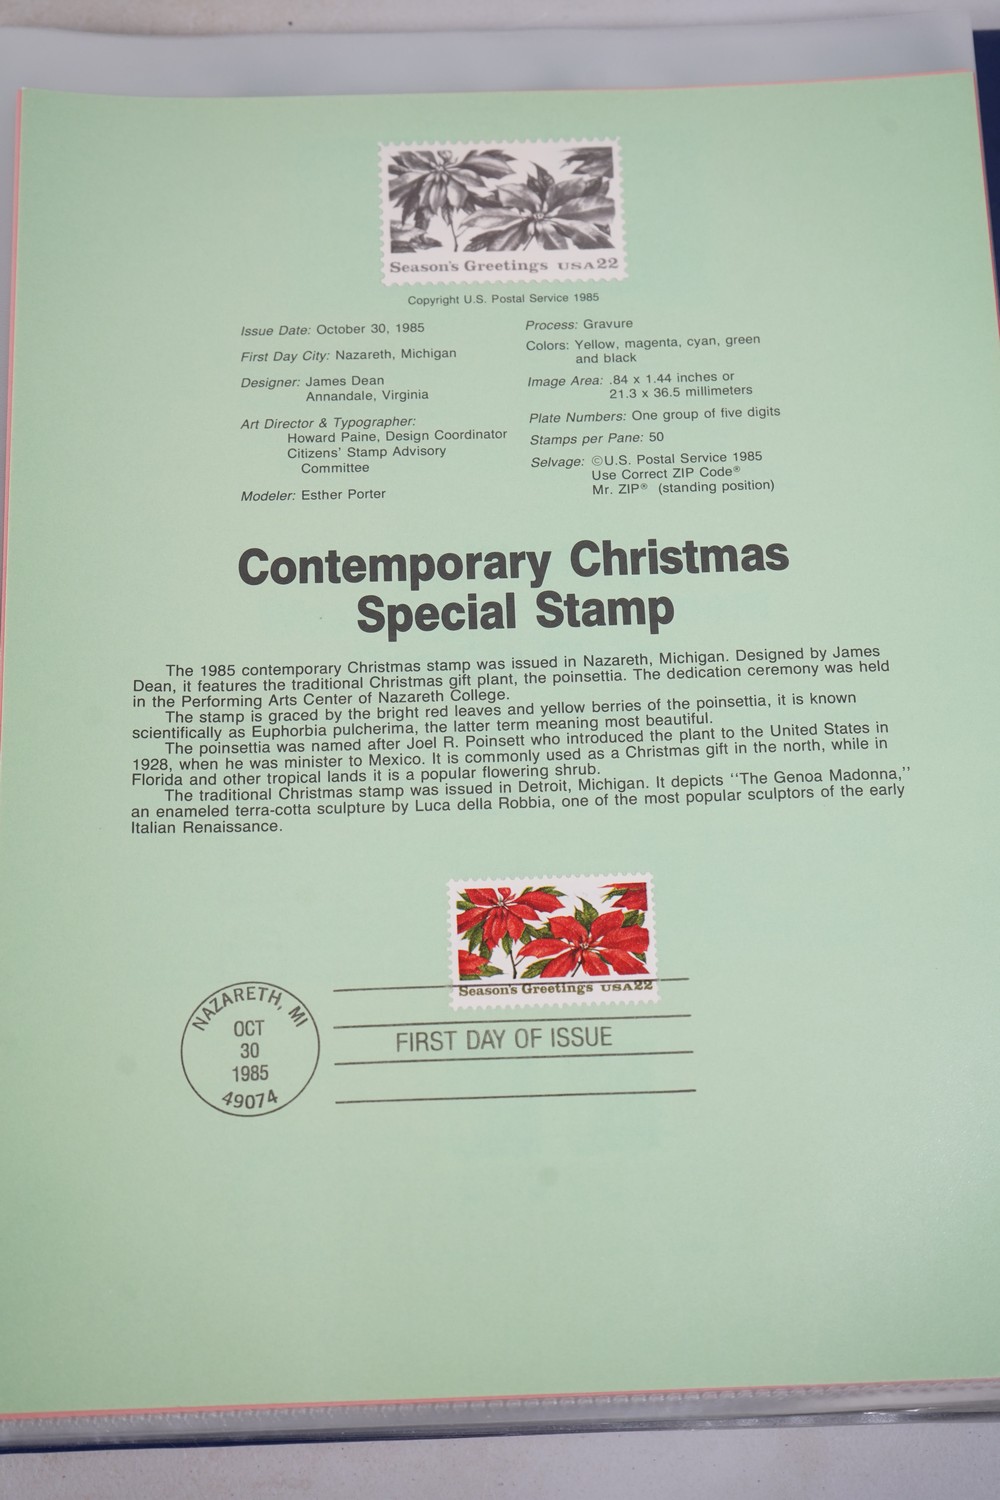 Season's Greetings USA22
Copyright U.S. Postal Service 1985
Issue Date: October 30, 1985
First Day City: Nazareth, Michigan
Designer: James Dean
Annandale, Virginia
Art Director & Typographer:
Howard Paine, Design Coordinator
Citizens' Stamp Advisory
Committee
Modeler: Esther Porter
Process: Gravure
Colors: Yellow, magenta, cyan, green
and black
Image Area: .84 x 1.44 inches or
21.3 x 36.5 millimeters
Plate Numbers: One group of five digits
Stamps per Pane: 50
Selvage: ©U.S. Postal Service 1985
Use Correct ZIP Code®
Mr. ZIP® (standing position)
Contemporary Christmas
Special Stamp
The 1985 contemporary Christmas stamp was issued in Nazareth, Michigan. Designed by James
Dean, it features the traditional Christmas gift plant, the poinsettia. The dedication ceremony was held
in the Performing Arts Center of Nazareth College.
The stamp is graced by the bright red leaves and yellow berries of the poinsettia, it is known
scientifically as Euphorbia pulcherima, the latter term meaning most beautiful.
The poinsettia was named after Joel R. Poinsett who introduced the plant to the United States in
1928, when he was minister to Mexico. It is commonly used as a Christmas gift in the north, while in
Florida and other tropical lands it is a popular flowering shrub.
The traditional Christmas stamp was issued in Detroit, Michigan. It depicts ''The Genoa Madonna,''
an enameled terra-cotta sculpture by Luca della Robbia, one of the most popular sculptors of the early
Italian Renaissance.
Season's Greetings USA22
NAZARETH, MI
OCT
30
1985
49074
FIRST DAY OF ISSUE